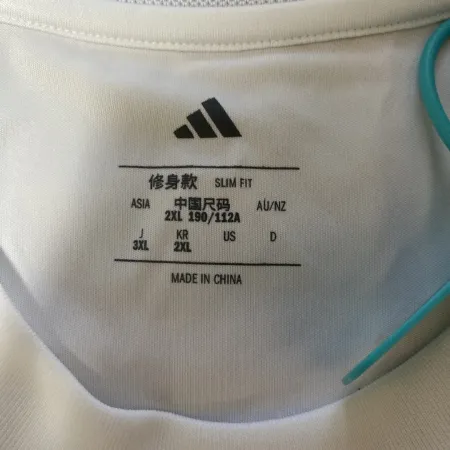 修身款 SLIM FIT
ASIA 中国尺码 AU/NZ
2XL 190/112A
J KR US D
3XL 2XL
MADE IN CHINA